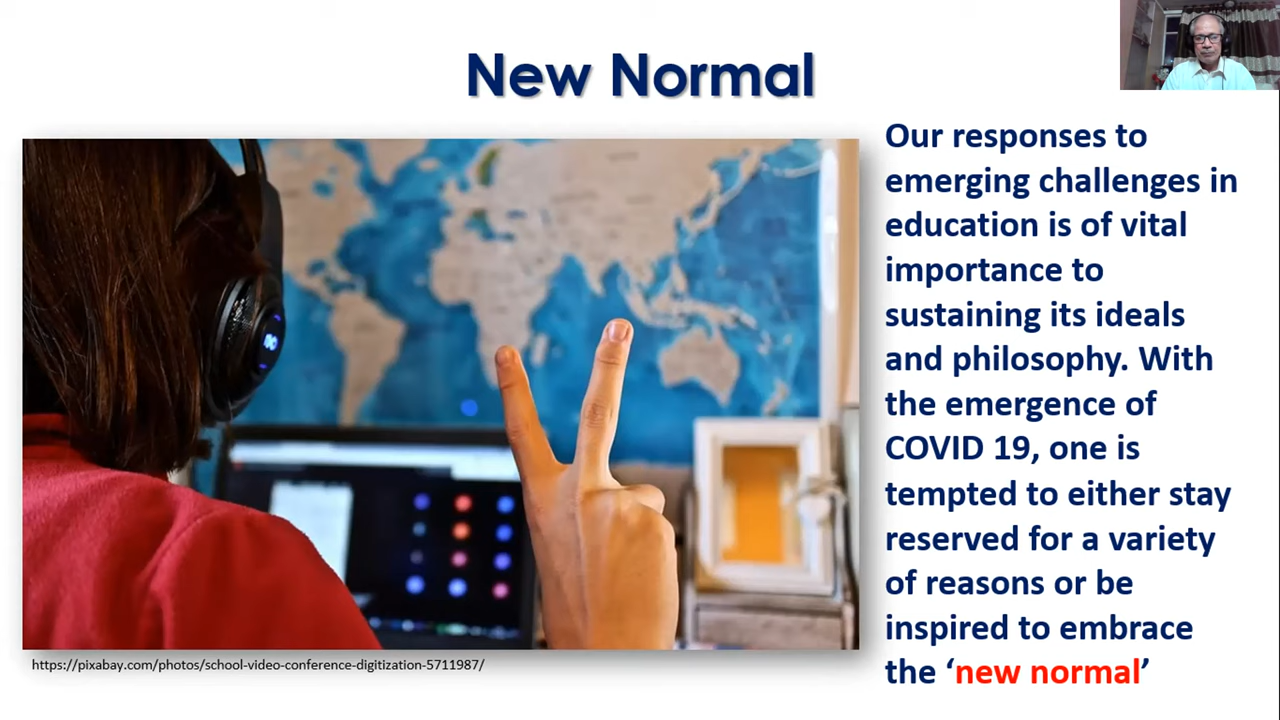 New Normal
Our responses to
emerging challenges in
education is of vital
importance to
sustaining its ideals
and philosophy. With
the emergence of
COVID 19, one is
tempted to either stay
reserved for a variety
of reasons or be
inspired to embrace
the ‘new normal’
https://pixabay.com/photos/school-video-conference-digitization-5711987/